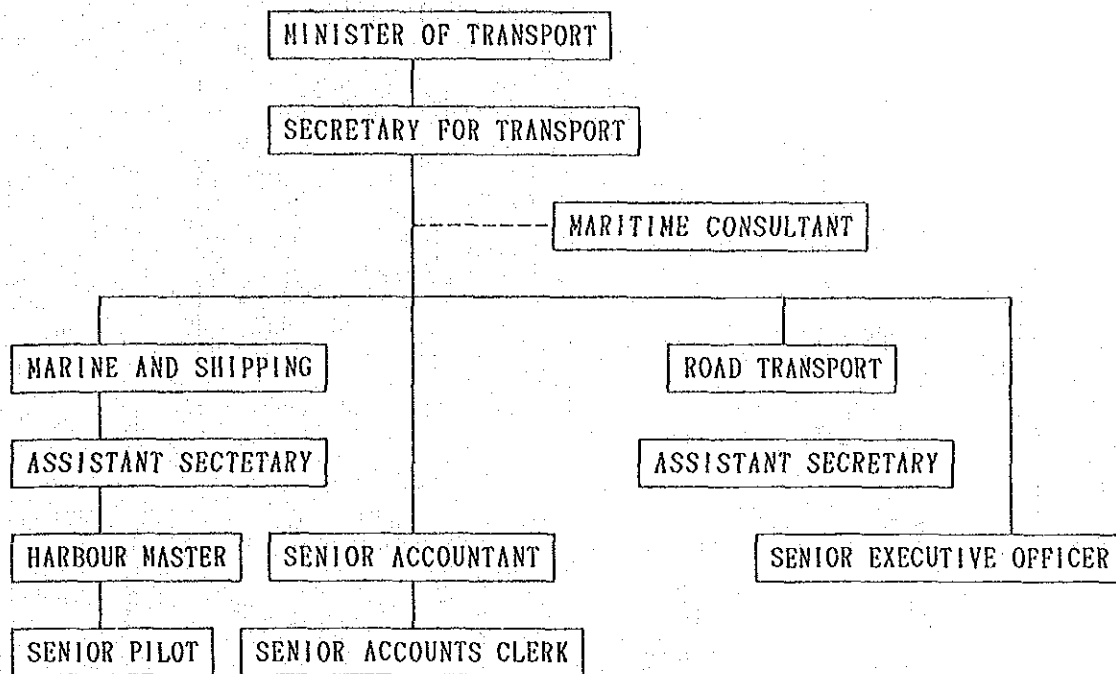 MINISTER OF TRANSPORT
SECRETARY FOR TRANSPORT
MARITIME CONSULTANT
MARINE AND SHIPPING
ROAD TRANSPORT
ASSISTANT SECTETARY
ASSISTANT SECRETARY
HARBOUR MASTER
SENIOR ACCOUNTANT
SENIOR EXECUTIVE OFFICER
SENIOR PILOT
SENIOR ACCOUNTS CLERK